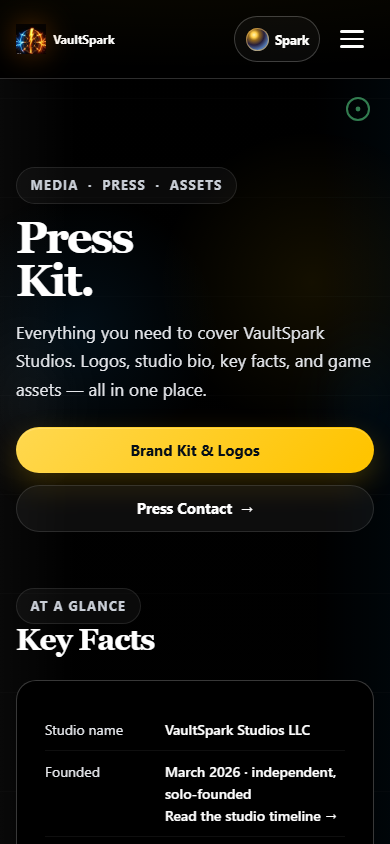 VaultSpark
Spark
MEDIA · PRESS · ASSETS
Press
Kit.
Everything you need to cover VaultSpark
Studios. Logos, studio bio, key facts, and game
assets — all in one place.
Brand Kit & Logos
Press Contact →
AT A GLANCE
Key Facts
Studio name VaultSpark Studios LLC
Founded March 2026 · independent,
solo-founded
Read the studio timeline →